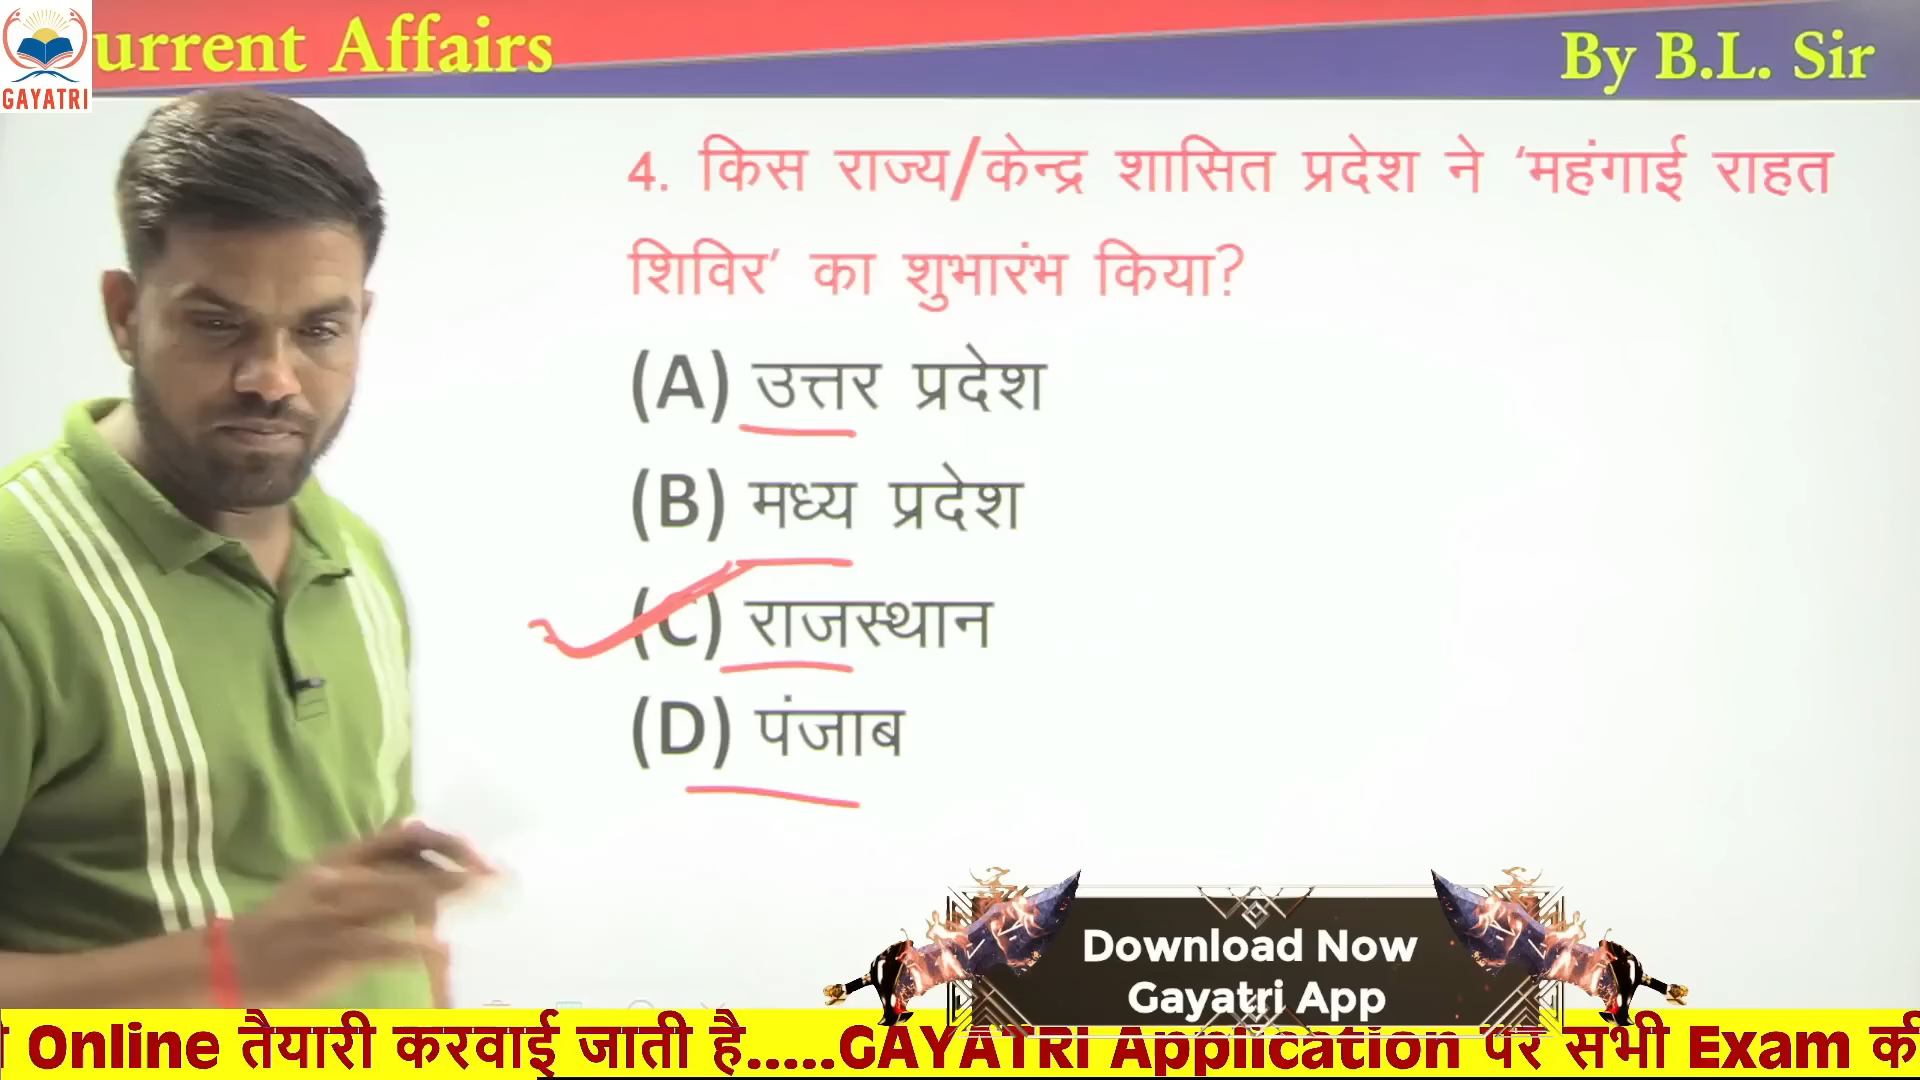 urrent Affairs
By B.L. Sir
GAYATRI
4. किस राज्य/केन्द्र शासित प्रदेश ने ‘महंगाई राहत
शिविर’ का शुभारंभ किया?
(A) उत्तर प्रदेश
(B) मध्य प्रदेश
(C) राजस्थान
(D) पंजाब
Download Now
Gayatri App
Online तैयारी करवाई जाती है.....GAYATRI Application पर सभी Exam की